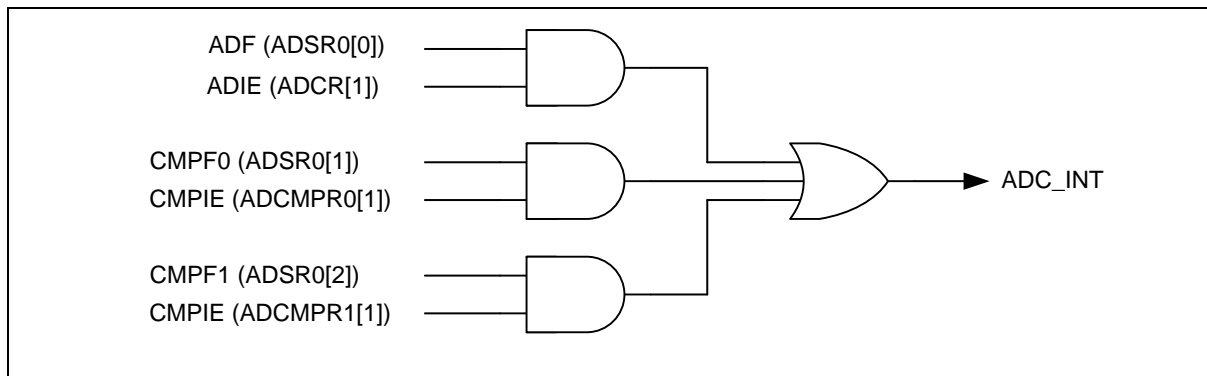 ADF (ADSR0[0])
ADIE (ADCR[1])
CMPF0 (ADSR0[1])
CMPIE (ADCMPR0[1])
ADC_INT
CMPF1 (ADSR0[2])
CMPIE (ADCMPR1[1])